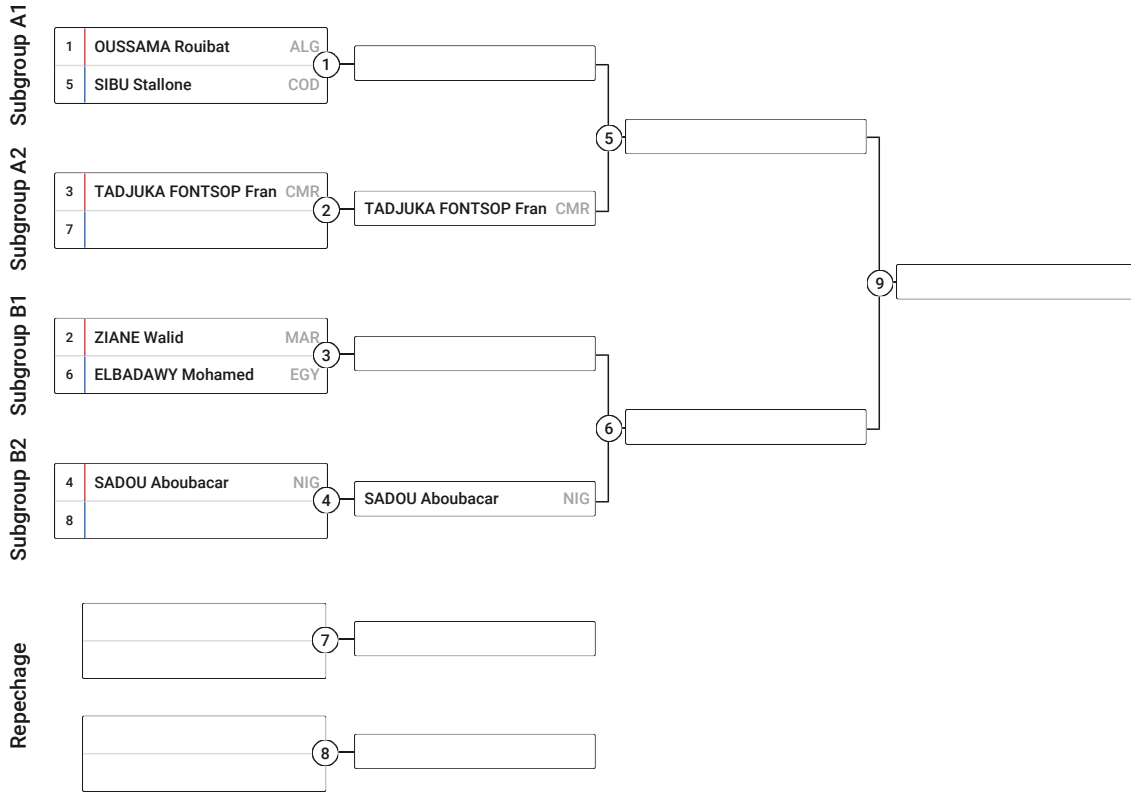 Subgroup A1
1 OUSSAMA Rouibat ALG
5 SIBU Stallone COD
1
5
Subgroup A2
3 TADJUKA FONTSOP Fran CMR
7
2
TADJUKA FONTSOP Fran CMR
9
Subgroup B1
2 ZIANE Walid MAR
6 ELBADAWY Mohamed EGY
3
6
Subgroup B2
4 SADOU Aboubacar NIG
8
4
SADOU Aboubacar NIG
Repechage
7
8